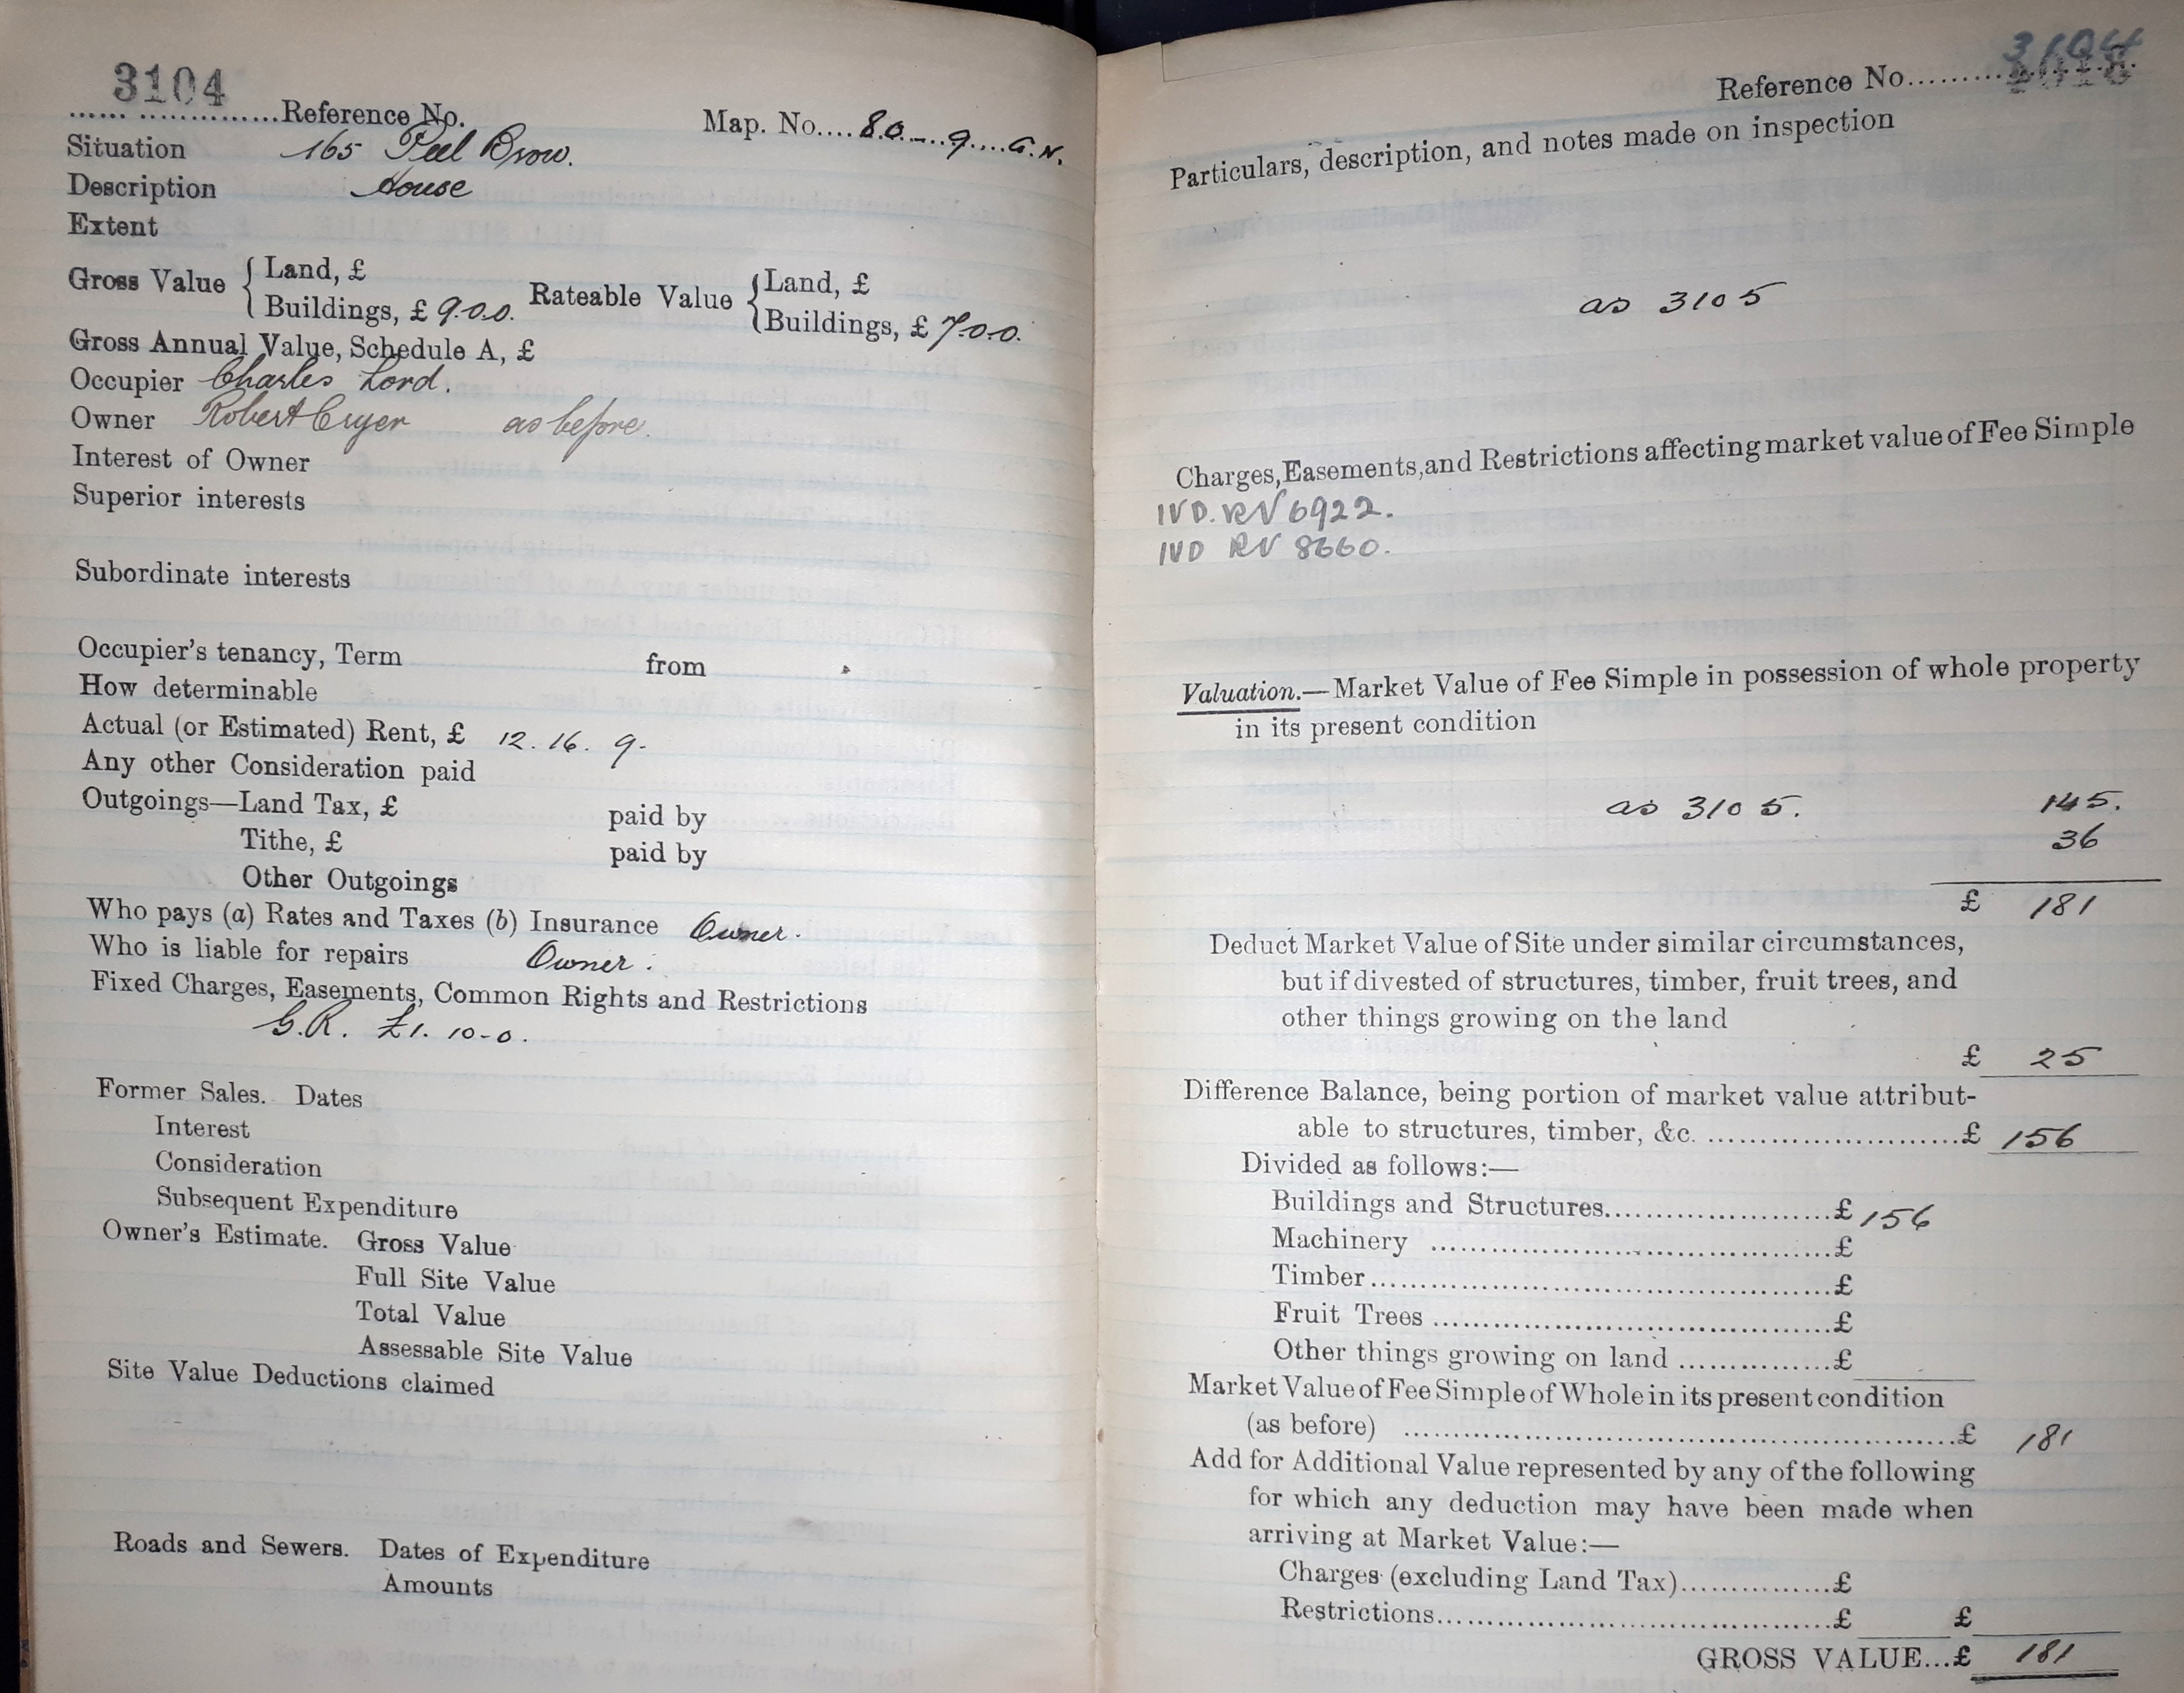 3104
Reference No.
Map. No.... 80 - 9 G.N.
Situation 165 Peel Brow.
Description House
Extent
Gross Value { Land, £
Buildings, £ 9-0-0.
Rateable Value { Land, £
Buildings, £ 7-0-0.
Gross Annual Value, Schedule A, £
Occupier Charles Lord.
Owner Robert Cryer as before.
Interest of Owner
Superior interests
Subordinate interests
Occupier's tenancy, Term from
How determinable
Actual (or Estimated) Rent, £ 12. 16. 9-
Any other Consideration paid
Outgoings—Land Tax, £ paid by
Tithe, £ paid by
Other Outgoings
Who pays (a) Rates and Taxes (b) Insurance Owner.
Who is liable for repairs Owner.
Fixed Charges, Easements, Common Rights and Restrictions
G.R. £1. 10-0.
Former Sales. Dates
Interest
Consideration
Subsequent Expenditure
Owner's Estimate. Gross Value
Full Site Value
Total Value
Assessable Site Value
Site Value Deductions claimed
Roads and Sewers. Dates of Expenditure
Amounts
Reference No. 3104
Particulars, description, and notes made on inspection
as 3105
Charges, Easements, and Restrictions affecting market value of Fee Simple
IVD. RV 6922.
IVD RV 8660.
Valuation.—Market Value of Fee Simple in possession of whole property
in its present condition
as 3105. 145.
36
£ 181
Deduct Market Value of Site under similar circumstances,
but if divested of structures, timber, fruit trees, and
other things growing on the land
£ 25
Difference Balance, being portion of market value attribut-
able to structures, timber, &c. ........................£ 156
Divided as follows:—
Buildings and Structures......................£ 156
Machinery ......................£
Timber......................£
Fruit Trees ......................£
Other things growing on land ...............£
Market Value of Fee Simple of Whole in its present condition
(as before) ......................£ 181
Add for Additional Value represented by any of the following
for which any deduction may have been made when
arriving at Market Value:—
Charges (excluding Land Tax)...............£
Restrictions......................£ £
GROSS VALUE...£ 181